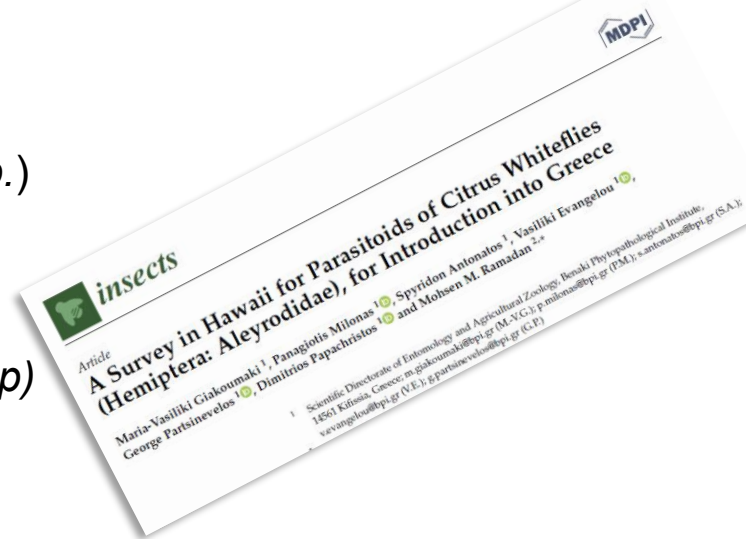 .)
p)
MDPI
insects
Article
A Survey in Hawaii for Parasitoids of Citrus Whiteflies
(Hemiptera: Aleyrodidae), for Introduction into Greece
Maria-Vasiliki Giakoumaki 1, Panagiotis Milonas 1, Spyridon Antonatos 1, Vasiliki Evangelou 1,
George Partsinevelos 1, Dimitrios Papachristos 1 and Mohsen M. Ramadan 2,*
1 Scientific Directorate of Entomology and Agricultural Zoology, Benaki Phytopathological Institute,
14561 Kifissia, Greece; m.giakoumaki@bpi.gr (M.-V.G.); p.milonas@bpi.gr (P.M.); s.antonatos@bpi.gr (S.A.);
v.evangelou@bpi.gr (V.E.); g.partsinevelos@bpi.gr (G.P.)